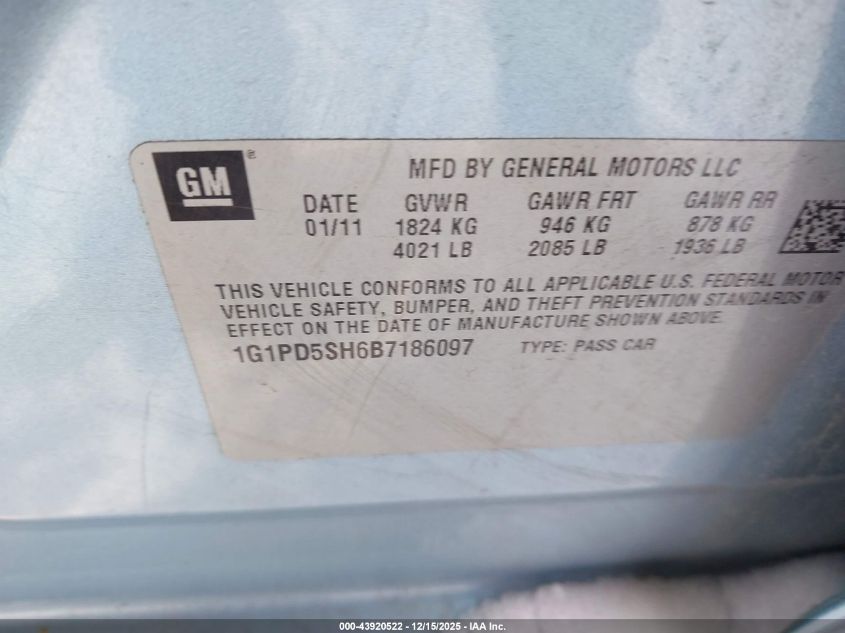 GM ®
MFD BY GENERAL MOTORS LLC
DATE GVWR GAWR FRT GAWR RR
01/11 1824 KG 946 KG 878 KG
4021 LB 2085 LB 1936 LB
THIS VEHICLE CONFORMS TO ALL APPLICABLE U.S. FEDERAL MOTOR
VEHICLE SAFETY, BUMPER, AND THEFT PREVENTION STANDARDS IN
EFFECT ON THE DATE OF MANUFACTURE SHOWN ABOVE.
1G1PD5SH6B7186097 TYPE: PASS CAR
000-43920522 - 12/15/2025 - IAA Inc.